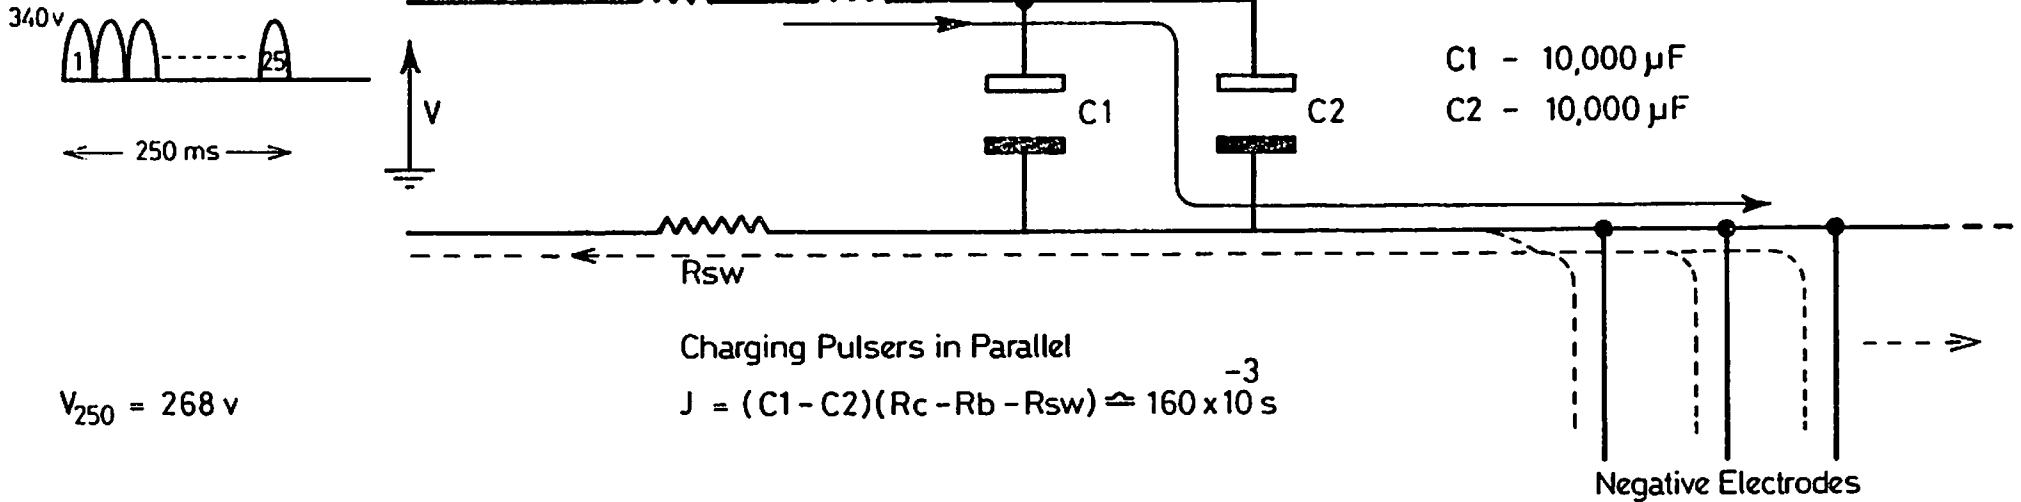 340v
1
25
250 ms
V
C1
C2
C1 - 10,000 µF
C2 - 10,000 µF
Rsw
Charging Pulsers in Parallel
V250 = 268 v
J = (C1-C2)(Rc-Rb-Rsw) ≏ 160 x 10-3 s
Negative Electrodes